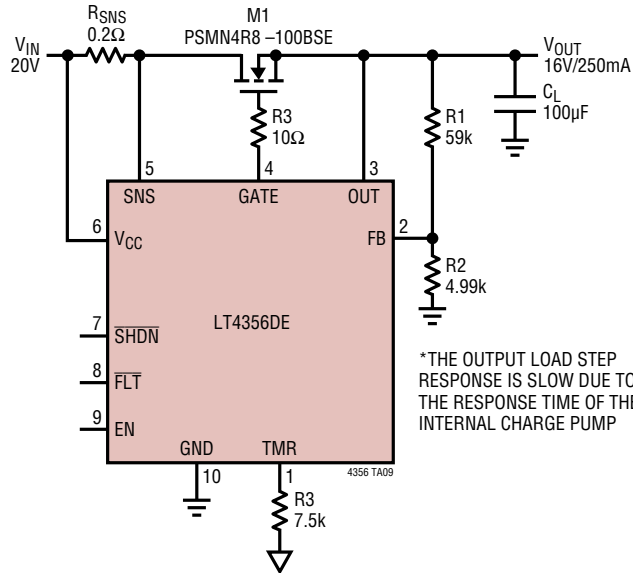 RSNS
0.2Ω
M1
PSMN4R8 –100BSE
VIN
20V
VOUT
16V/250mA
CL
100µF
R3
10Ω
R1
59k
5
4
3
SNS
GATE
OUT
6
VCC
FB
2
R2
4.99k
LT4356DE
7
SHDN
8
FLT
9
EN
*THE OUTPUT LOAD STEP
RESPONSE IS SLOW DUE TO
THE RESPONSE TIME OF THE
INTERNAL CHARGE PUMP
GND
TMR
10
1
4356 TA09
R3
7.5k